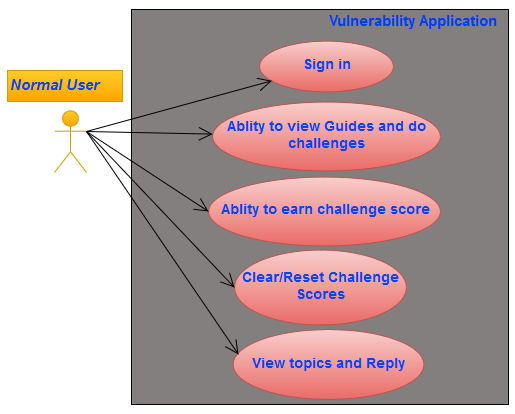 Vulnerability Application
Normal User
Sign in
Ablity to view Guides and do
challenges
Ablity to earn challenge score
Clear/Reset Challenge
Scores
View topics and Reply